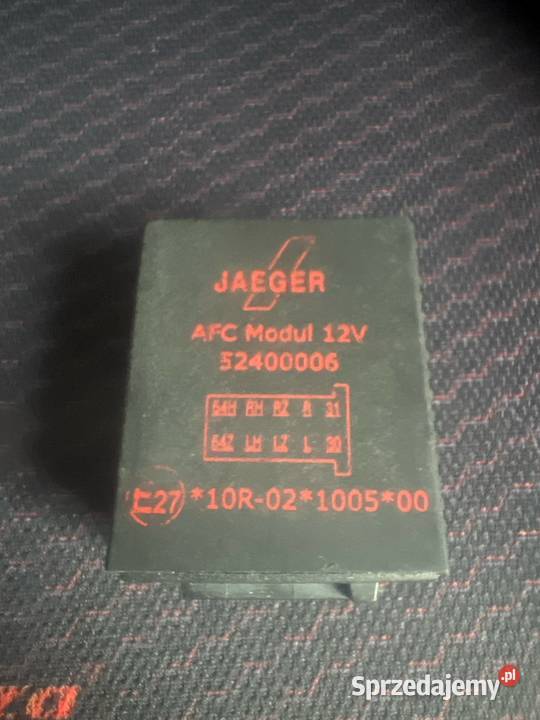 JAEGER
AFC Modul 12V
52400006
54H RH RZ R 31
54Z LH LZ L 30
E27 *10R-02*1005*00
Sprzedajemy.pl